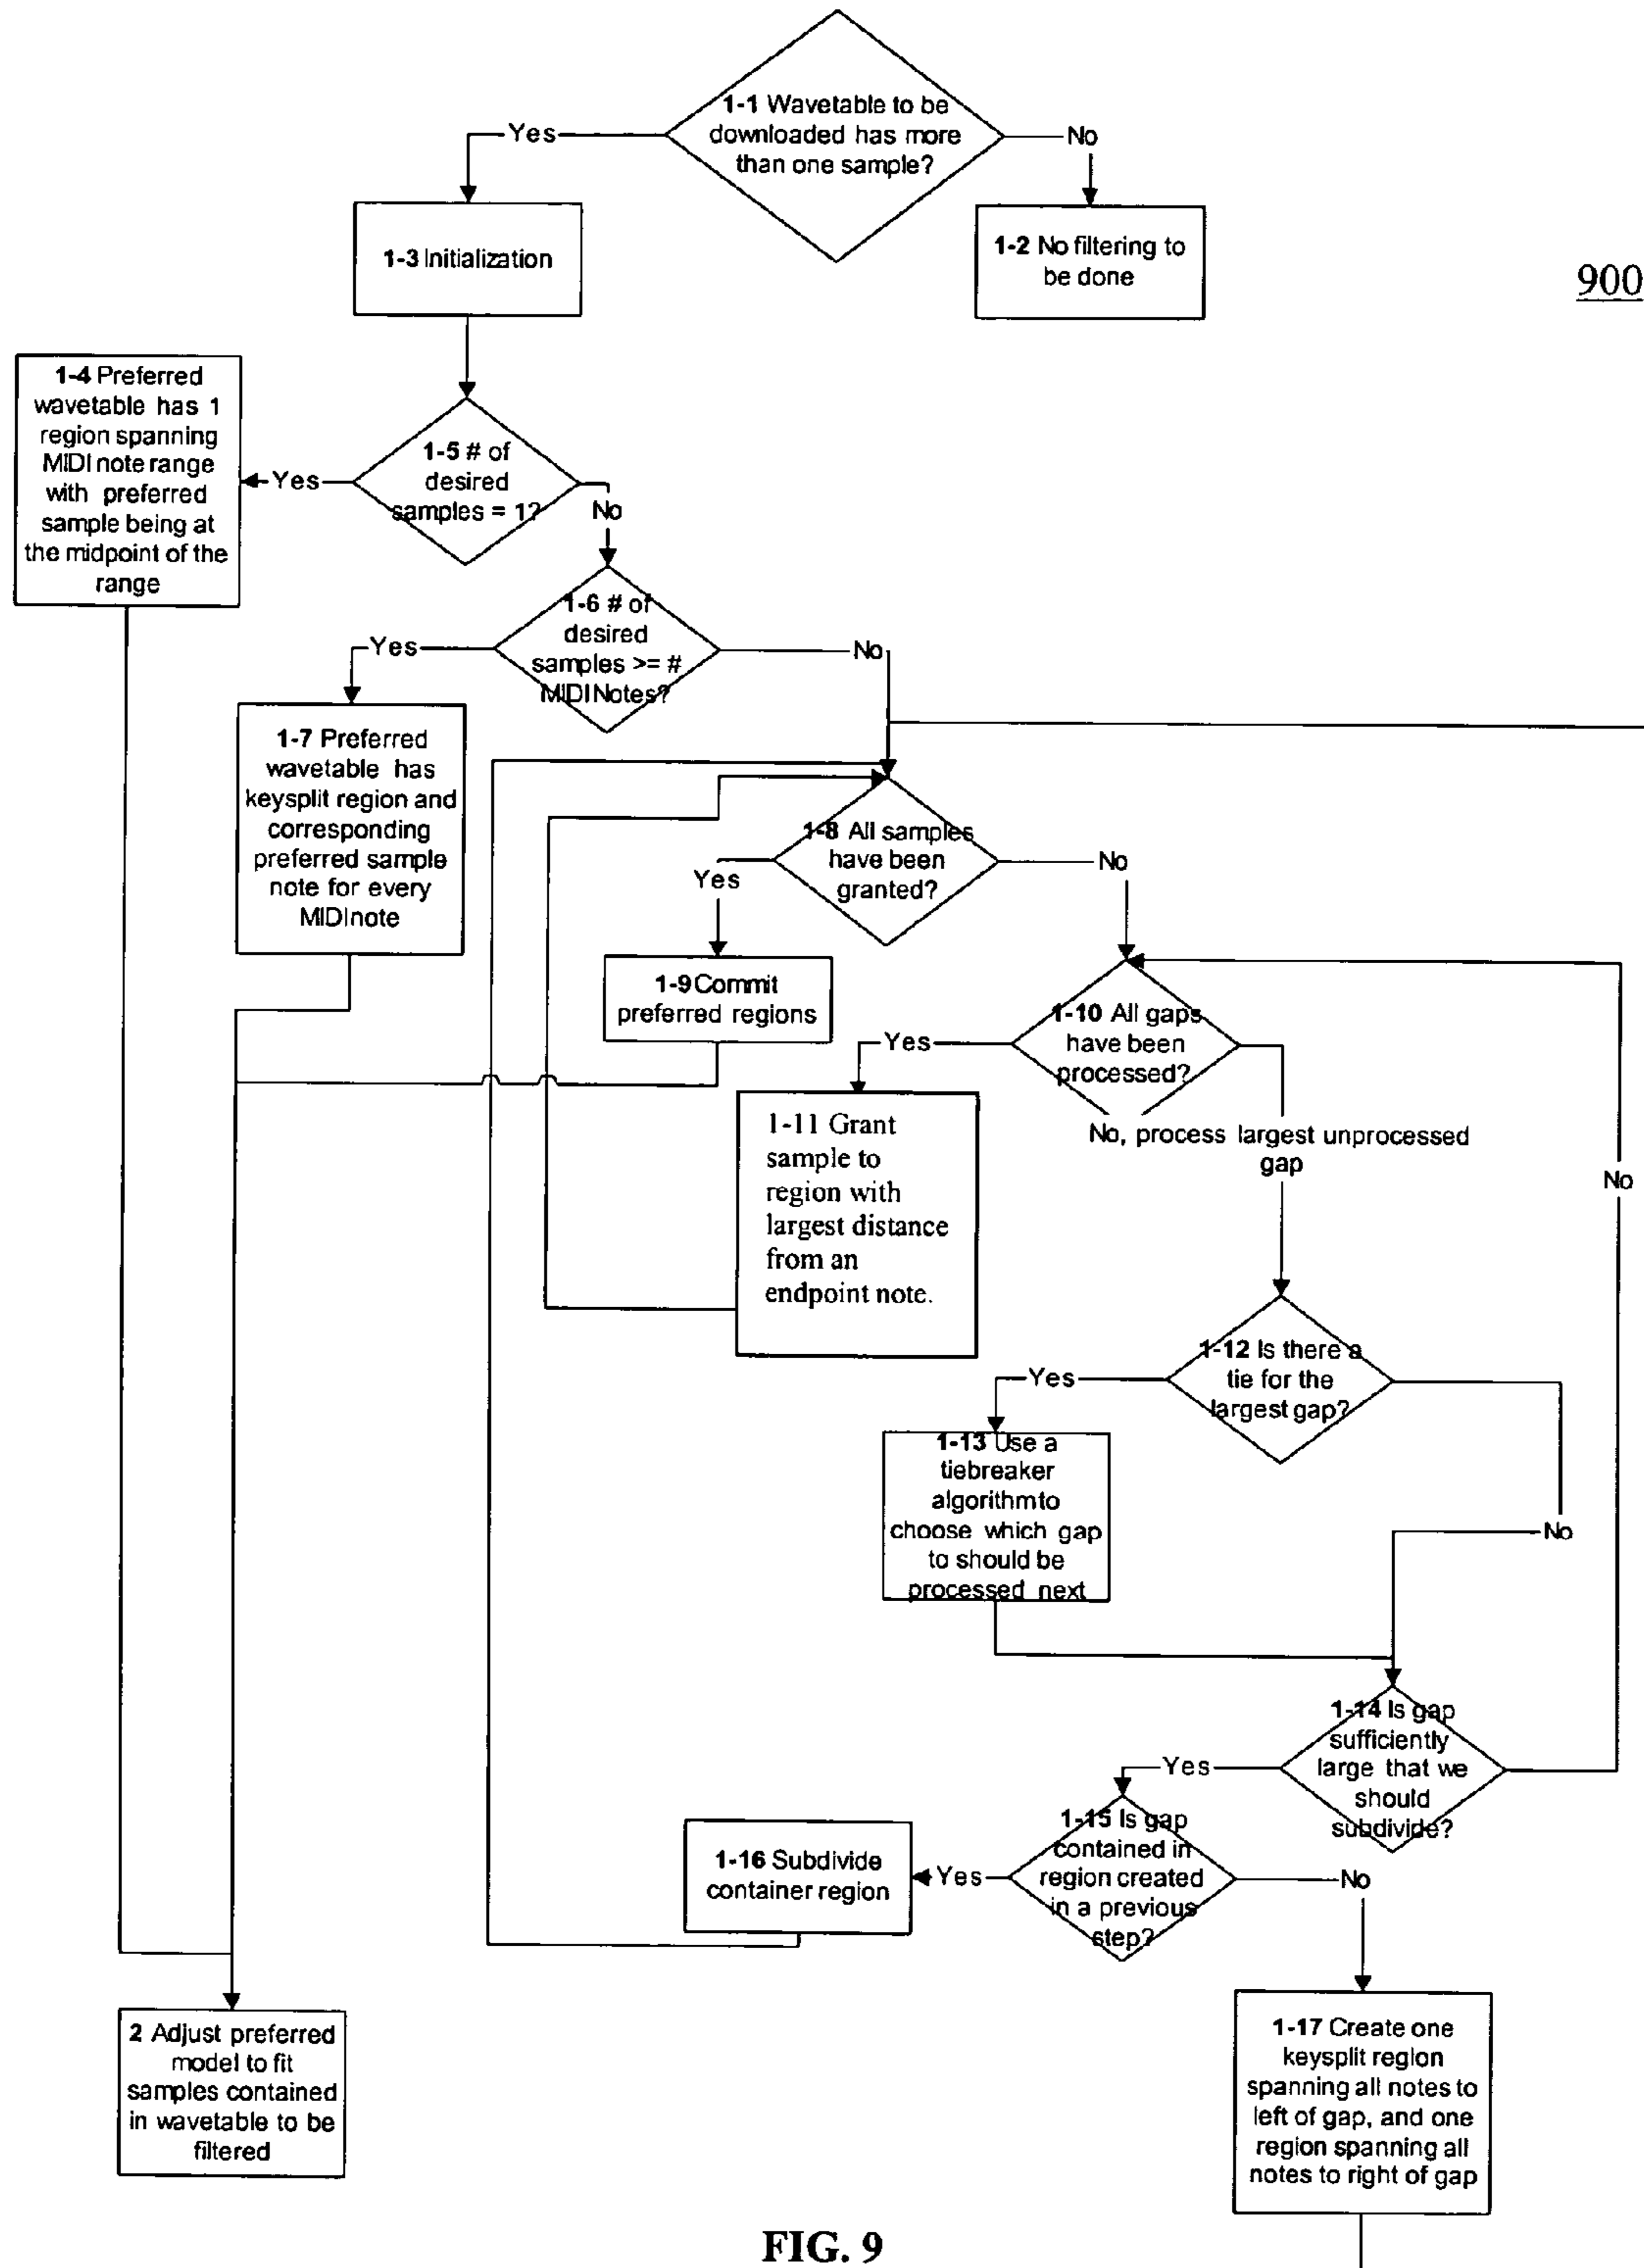 1-1 Wavetable to be
downloaded has more
than one sample?
Yes
No
1-3 Initialization
1-2 No filtering to
be done
900
1-4 Preferred
wavetable has 1
region spanning
MIDI note range
with preferred
sample being at
the midpoint of the
range
1-5 # of
desired
samples = 1?
Yes
No
1-6 # of
desired
samples >= #
MIDI Notes?
Yes
No
1-7 Preferred
wavetable has
keysplit region and
corresponding
preferred sample
note for every
MIDI note
1-8 All samples
have been
granted?
Yes
No
1-9 Commit
preferred regions
1-10 All gaps
have been
processed?
Yes
No, process largest unprocessed
gap
No
1-11 Grant
sample to
region with
largest distance
from an
endpoint note.
1-12 Is there a
tie for the
largest gap?
Yes
No
1-13 Use a
tiebreaker
algorithm to
choose which gap
to should be
processed next
1-14 Is gap
sufficiently
large that we
should
subdivide?
Yes
1-15 Is gap
contained in
region created
in a previous
step?
Yes
No
1-16 Subdivide
container region
1-17 Create one
keysplit region
spanning all notes to
left of gap, and one
region spanning all
notes to right of gap
2 Adjust preferred
model to fit
samples contained
in wavetable to be
filtered
FIG. 9